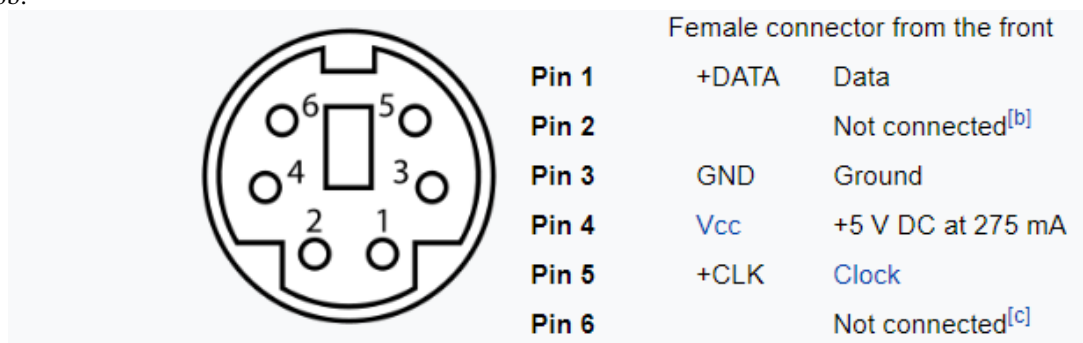 Female connector from the front
6 5
4 3
2 1
Pin 1 +DATA Data
Pin 2 Not connected[b]
Pin 3 GND Ground
Pin 4 Vcc +5 V DC at 275 mA
Pin 5 +CLK Clock
Pin 6 Not connected[c]